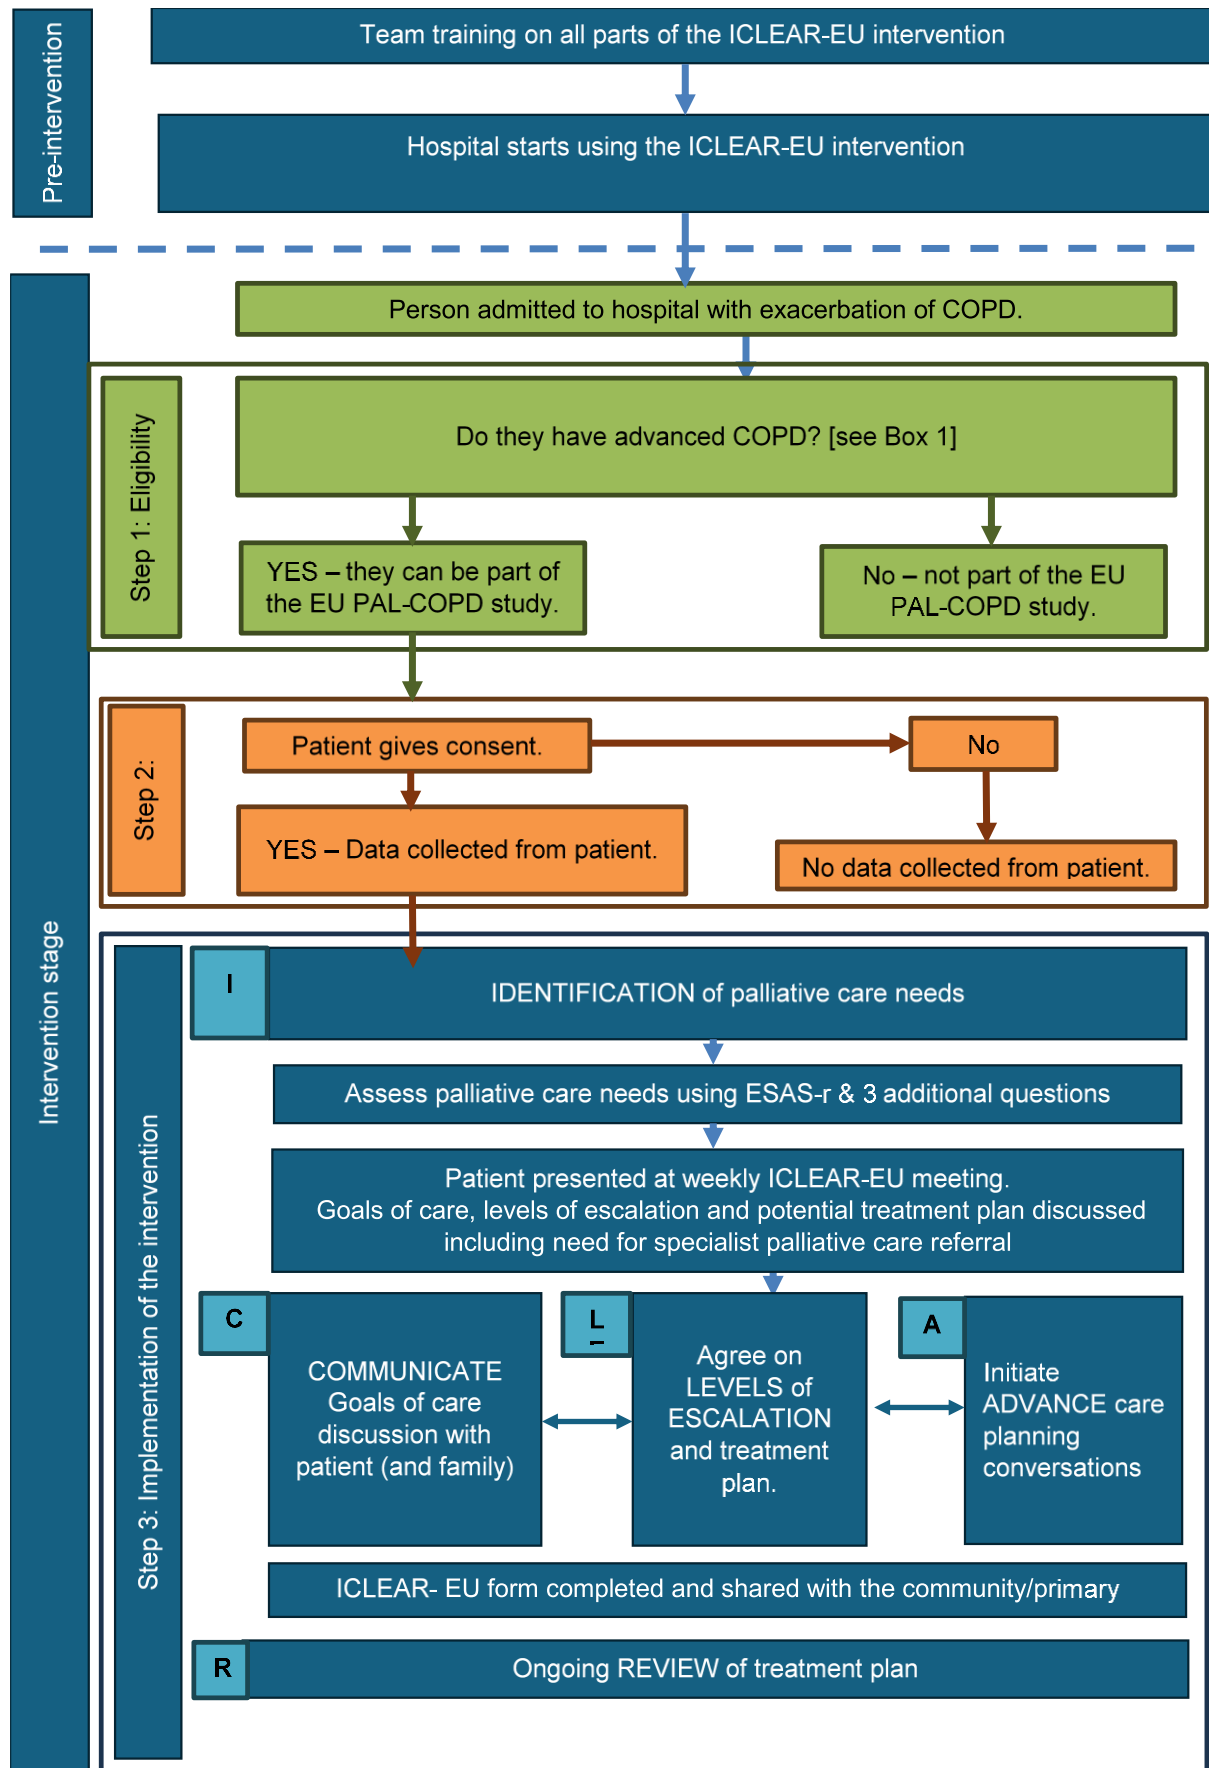 Pre-intervention
Team training on all parts of the ICLEAR-EU intervention
Hospital starts using the ICLEAR-EU intervention
Intervention stage
Person admitted to hospital with exacerbation of COPD.
Step 1: Eligibility
Do they have advanced COPD? [see Box 1]
YES – they can be part of
the EU PAL-COPD study.
No – not part of the EU
PAL-COPD study.
Step 2:
Patient gives consent.
No
YES – Data collected from patient.
No data collected from patient.
Step 3: Implementation of the intervention
I
IDENTIFICATION of palliative care needs
Assess palliative care needs using ESAS-r & 3 additional questions
Patient presented at weekly ICLEAR-EU meeting.
Goals of care, levels of escalation and potential treatment plan discussed
including need for specialist palliative care referral
C
COMMUNICATE
Goals of care
discussion with
patient (and family)
L
Agree on
LEVELS of
ESCALATION
and treatment
plan.
A
Initiate
ADVANCE care
planning
conversations
ICLEAR- EU form completed and shared with the community/primary
R
Ongoing REVIEW of treatment plan